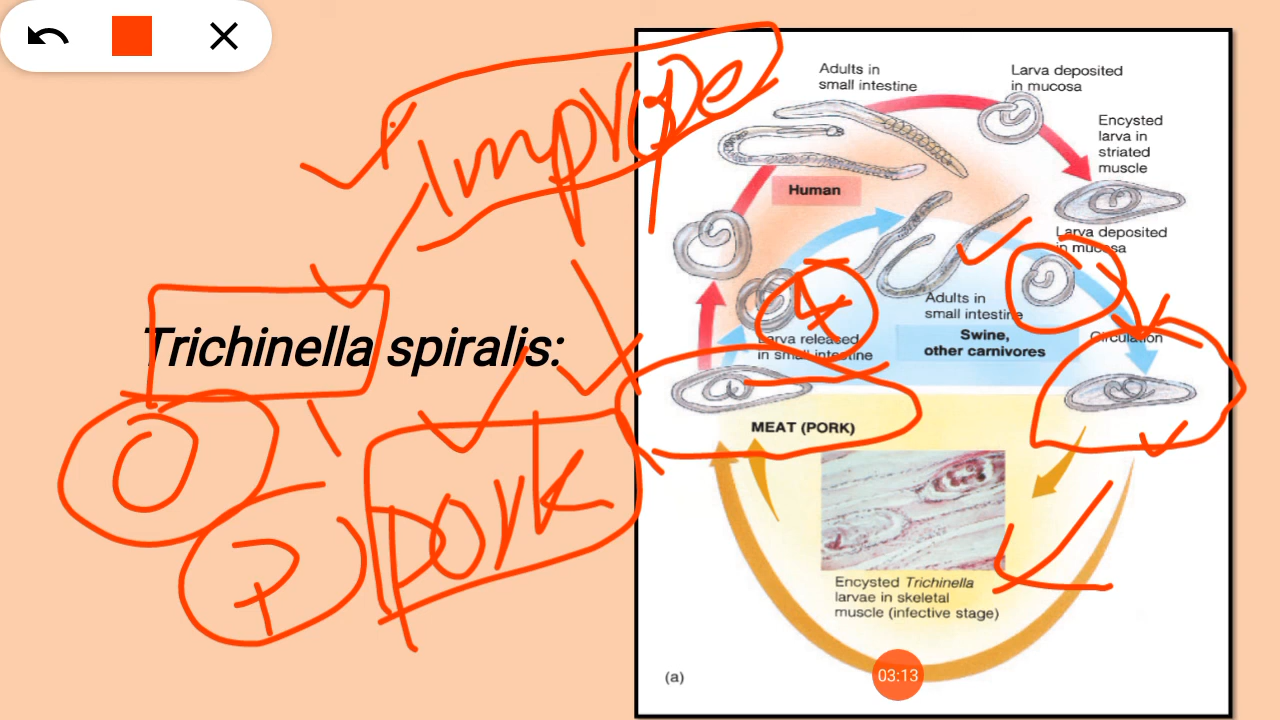 Imprope
Trichinella spiralis:
pork
Adults in
small intestine
Larva deposited
in mucosa
Encysted
larva in
striated
muscle
Human
Larva deposited
in mucosa
Adults in
small intestine
Larva released
in small intestine
Swine,
other carnivores
Circulation
MEAT (PORK)
Encysted Trichinella
larvae in skeletal
muscle (infective stage)
(a)
03:13